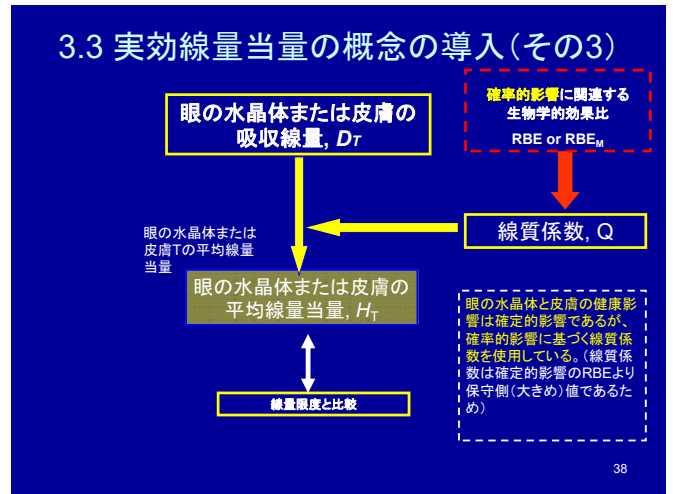 3.3 実効線量当量の概念の導入（その3）
確率的影響に関連する
生物学的効果比
RBE or RBEM
眼の水晶体または皮膚の
吸収線量, DT
線質係数, Q
眼の水晶体または
皮膚Tの平均線量
当量
眼の水晶体または皮膚の
平均線量当量, HT
線量限度と比較
眼の水晶体と皮膚の健康影
響は確定的影響であるが、
確率的影響に基づく線質係
数を使用している。（線質係
数は確定的影響のRBEより
保守側（大きめ）値であるた
め）
38